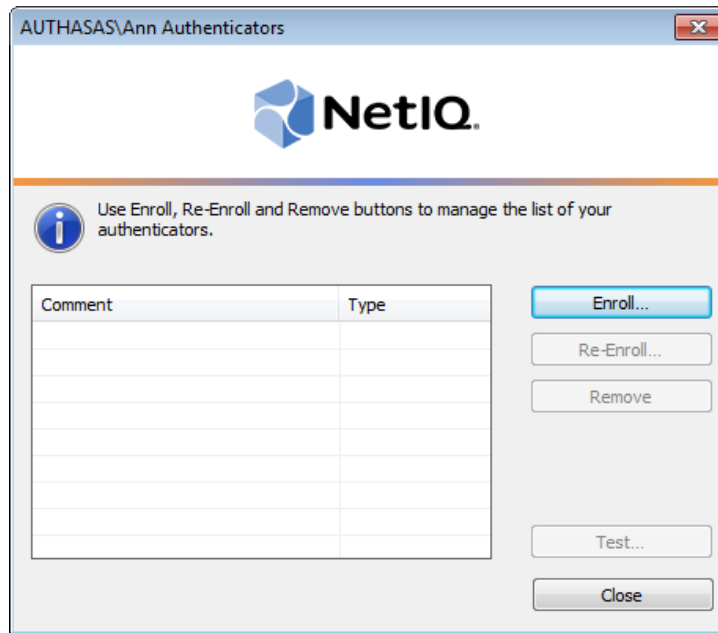 AUTHASAS\Ann Authenticators
NetIQ.
Use Enroll, Re-Enroll and Remove buttons to manage the list of your
authenticators.
Comment Type
Enroll...
Re-Enroll...
Remove
Test...
Close